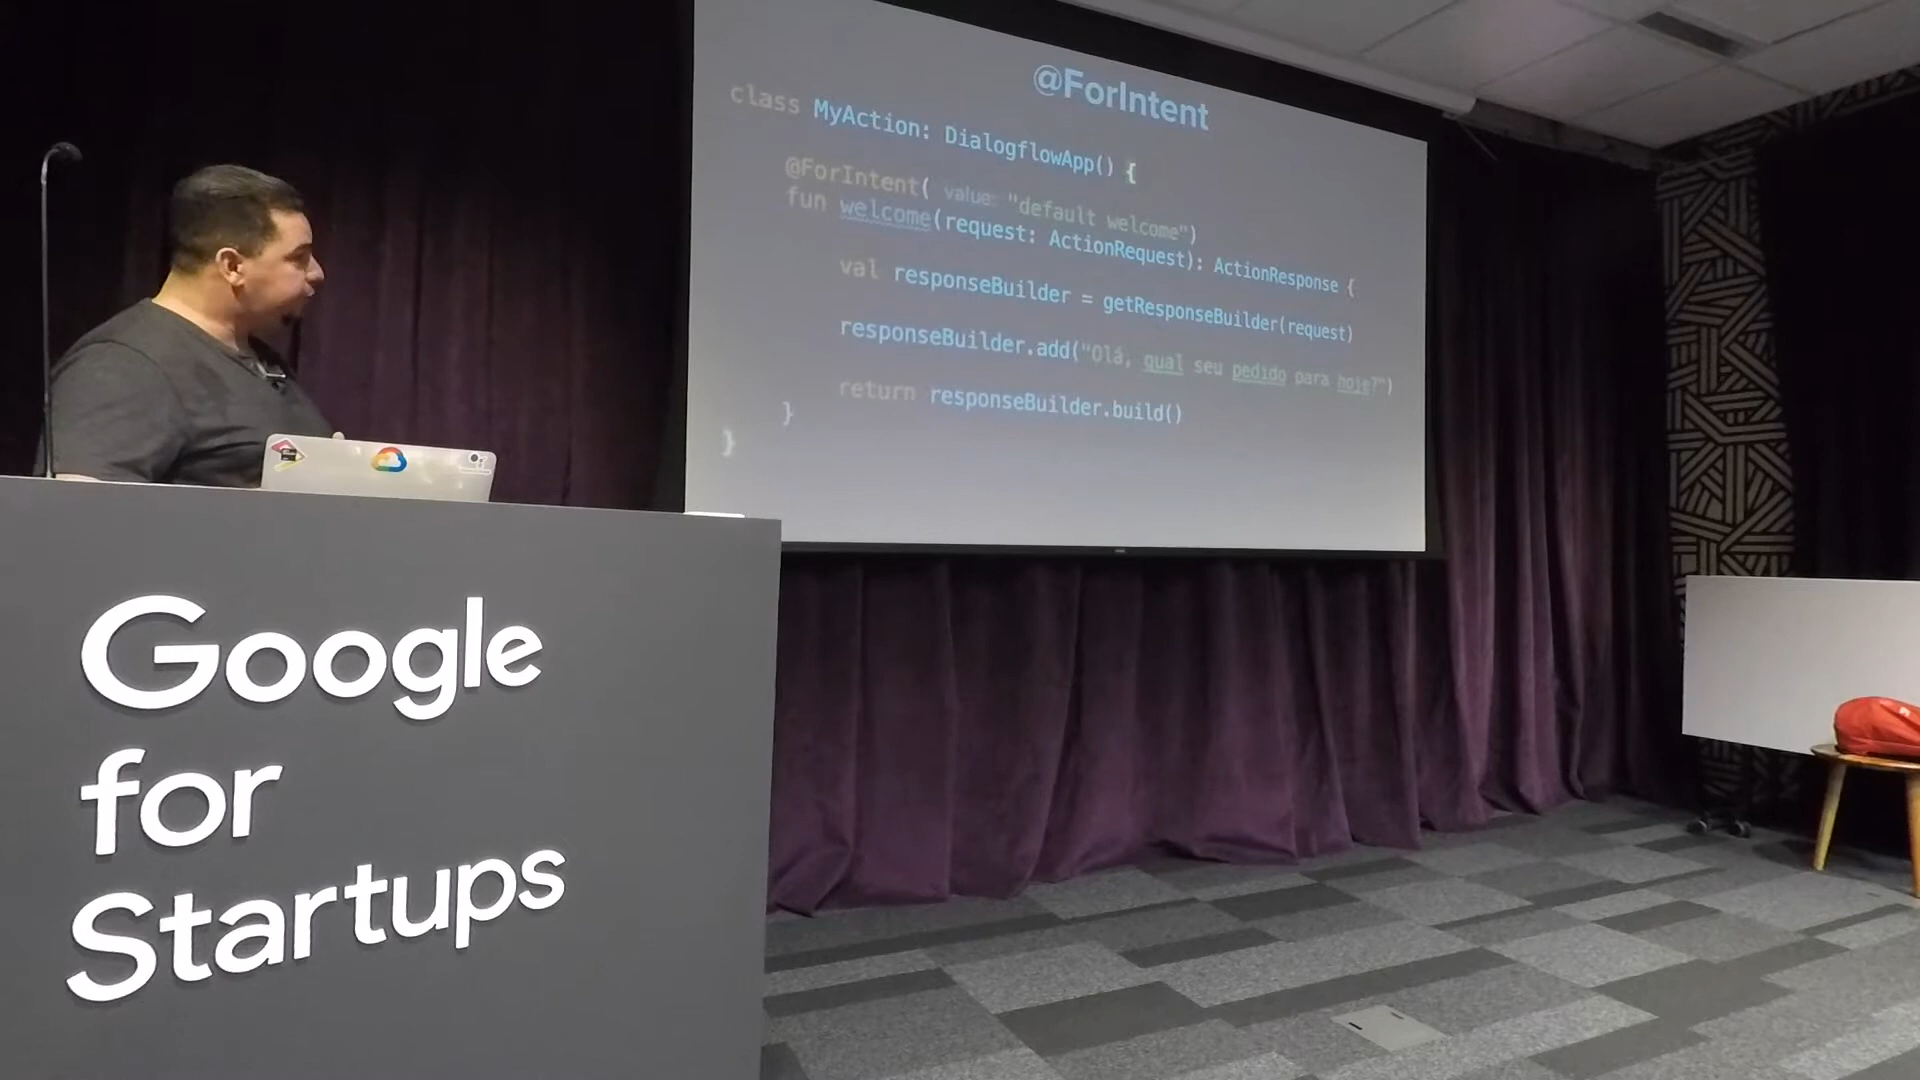 @ForIntent
class MyAction: DialogflowApp() {
@ForIntent( value: "default welcome")
fun welcome(request: ActionRequest): ActionResponse {
val responseBuilder = getResponseBuilder(request)
responseBuilder.add("Olá, qual seu pedido para hoje?")
return responseBuilder.build()
}
}
Google
for
Startups